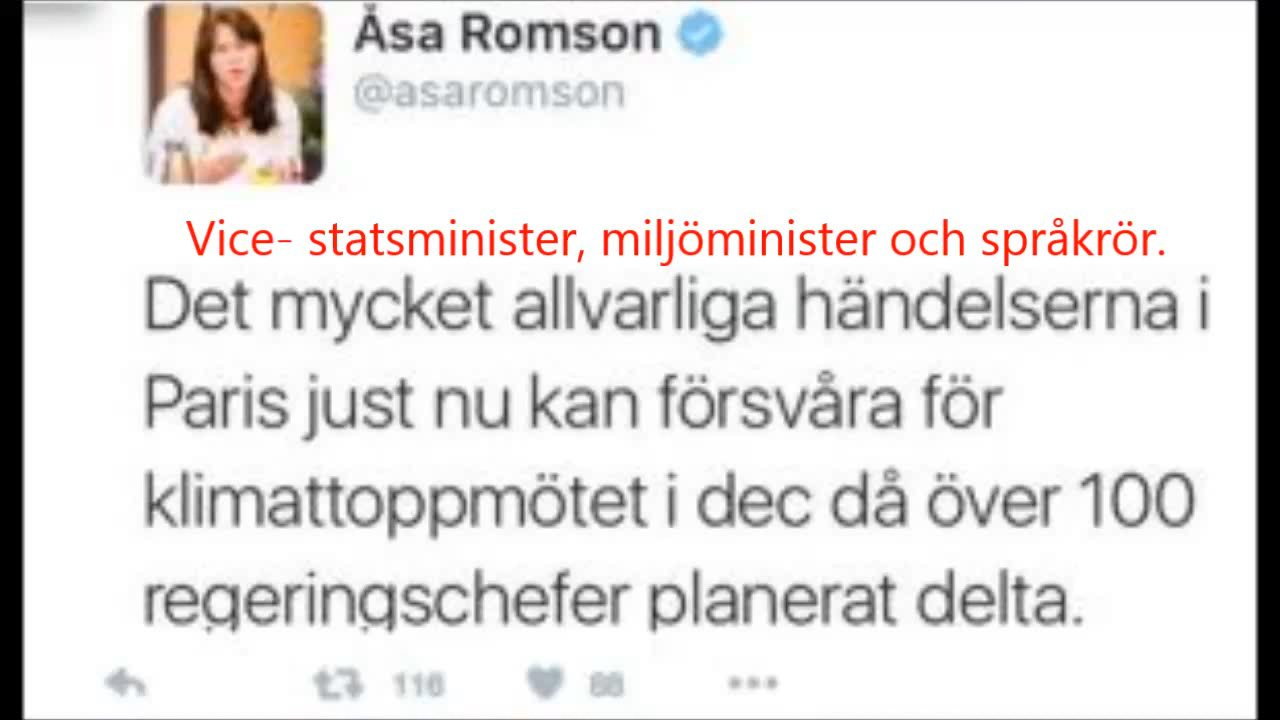 Åsa Romson
@asaromson
Vice- statsminister, miljöminister och språkrör.
Det mycket allvarliga händelserna i
Paris just nu kan försvåra för
klimattoppmötet i dec då över 100
regeringschefer planerat delta.
116 88